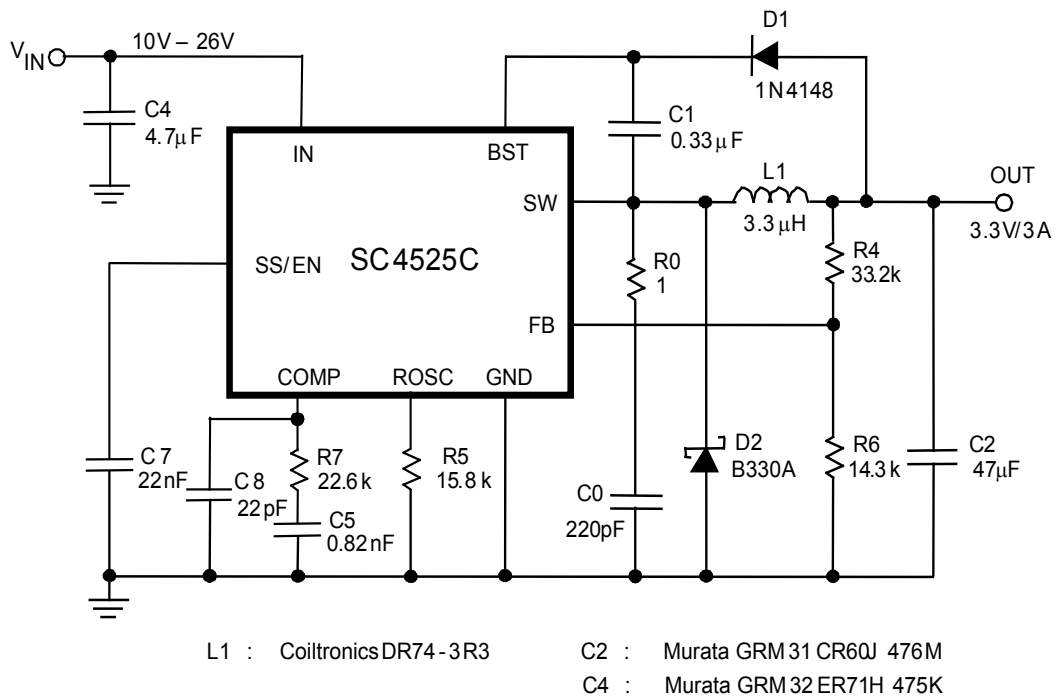 V IN
10V – 26V
D1
1N4148
C4
4.7µF
C1
0.33µF
IN
BST
L1
3.3µH
OUT
3.3V/3A
SW
SC4525C
SS/EN
R0
1
R4
33.2k
FB
COMP
ROSC
GND
C7
22nF
C8
22pF
R7
22.6k
R5
15.8k
C5
0.82nF
C0
220pF
D2
B330A
R6
14.3k
C2
47µF
L1 : Coiltronics DR74-3R3
C2 : Murata GRM31CR60J 476M
C4 : Murata GRM32ER71H 475K